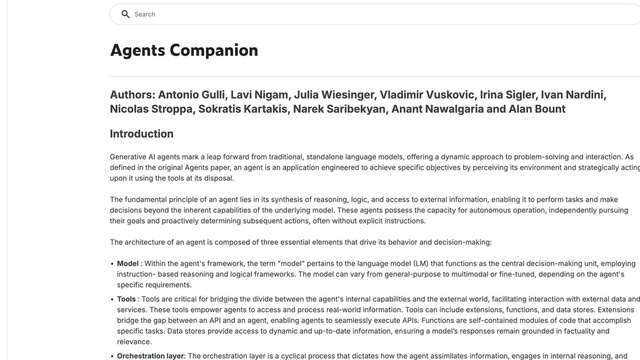 Search
Agents Companion
Authors: Antonio Gulli, Lavi Nigam, Julia Wiesinger, Vladimir Vuskovic, Irina Sigler, Ivan Nardini,
Nicolas Stroppa, Sokratis Kartakis, Narek Saribekyan, Anant Nawalgaria and Alan Bount
Introduction
Generative AI agents mark a leap forward from traditional, standalone language models, offering a dynamic approach to problem-solving and interaction. As
defined in the original Agents paper, an agent is an application engineered to achieve specific objectives by perceiving its environment and strategically acting
upon it using the tools at its disposal.
The fundamental principle of an agent lies in its synthesis of reasoning, logic, and access to external information, enabling it to perform tasks and make
decisions beyond the inherent capabilities of the underlying model. These agents possess the capacity for autonomous operation, independently pursuing
their goals and proactively determining subsequent actions, often without explicit instructions.
The architecture of an agent is composed of three essential elements that drive its behavior and decision-making:
• Model : Within the agent's framework, the term "model" pertains to the language model (LM) that functions as the central decision-making unit, employing
instruction- based reasoning and logical frameworks. The model can vary from general-purpose to multimodal or fine-tuned, depending on the agent's
specific requirements.
• Tools : Tools are critical for bridging the divide between the agent's internal capabilities and the external world, facilitating interaction with external data and
services. These tools empower agents to access and process real-world information. Tools can include extensions, functions, and data stores. Extensions
bridge the gap between an API and an agent, enabling agents to seamlessly execute APIs. Functions are self-contained modules of code that accomplish
specific tasks. Data stores provide access to dynamic and up-to-date information, ensuring a model's responses remain grounded in factuality and
relevance.
• Orchestration layer: The orchestration layer is a cyclical process that dictates how the agent assimilates information, engages in internal reasoning, and